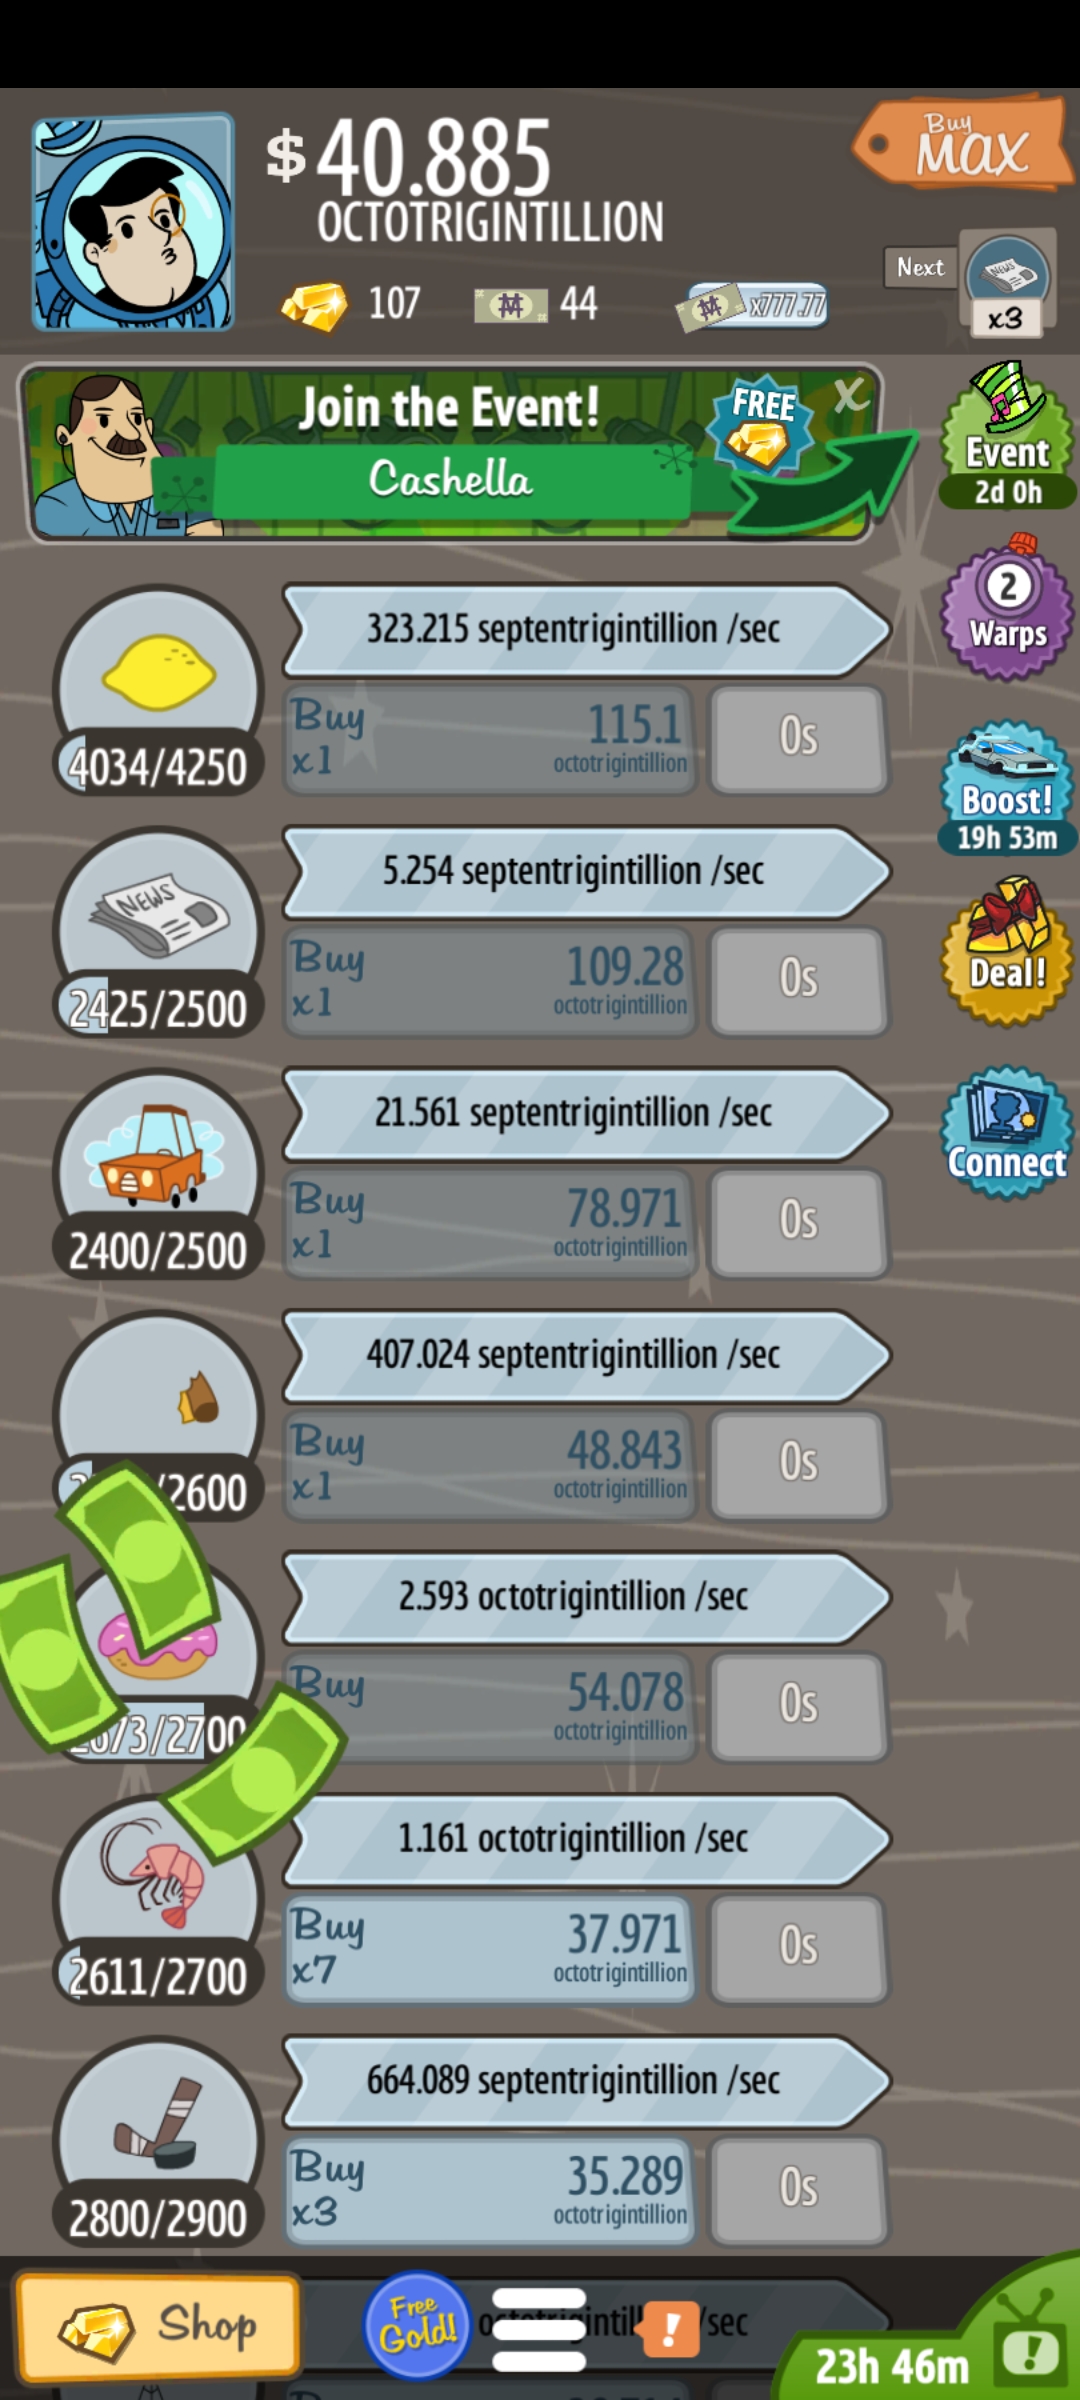 $ 40.885
OCTOTRIGINTILLION
Buy
Max
107
44
x777.77
Next
NEWS
x3
Join the Event!
Cashella
FREE
X
Event
2d 0h
323.215 septentrigintillion /sec
2
Warps
4034/4250
Buy
x1
115.1
octotrigintillion
0s
Boost!
19h 53m
5.254 septentrigintillion /sec
NEWS
2425/2500
Buy
x1
109.28
octotrigintillion
0s
Deal!
21.561 septentrigintillion /sec
Connect
2400/2500
Buy
x1
78.971
octotrigintillion
0s
407.024 septentrigintillion /sec
/2600
Buy
x1
48.843
octotrigintillion
0s
2.593 octotrigintillion /sec
/2700
Buy
54.078
octotrigintillion
0s
1.161 octotrigintillion /sec
2611/2700
Buy
x7
37.971
octotrigintillion
0s
664.089 septentrigintillion /sec
2800/2900
Buy
x3
35.289
octotrigintillion
0s
Shop
Free
Gold!
!
/sec
23h 46m
!